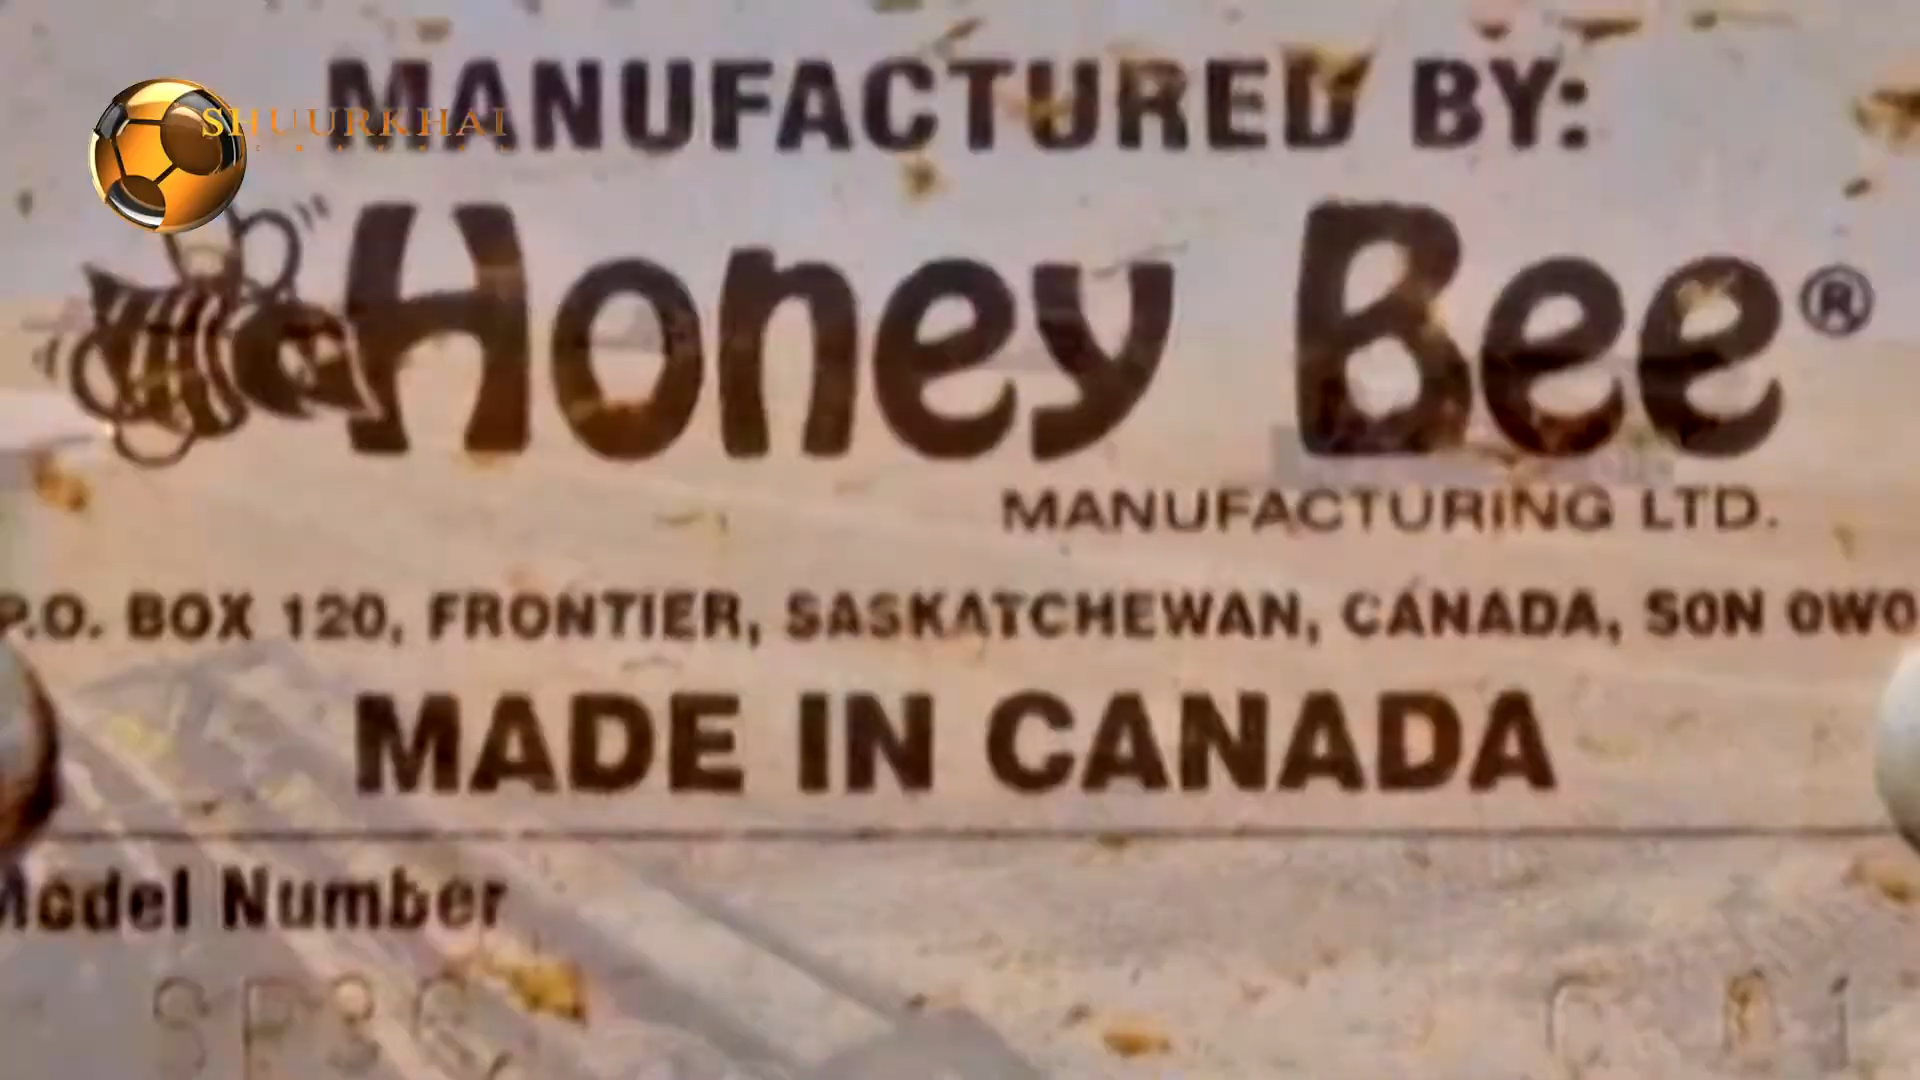 SHUURKHAI
MANUFACTURED BY:
Honey Bee®
MANUFACTURING LTD.
P.O. BOX 120, FRONTIER, SASKATCHEWAN, CANADA, S0N 0W0
MADE IN CANADA
Model Number